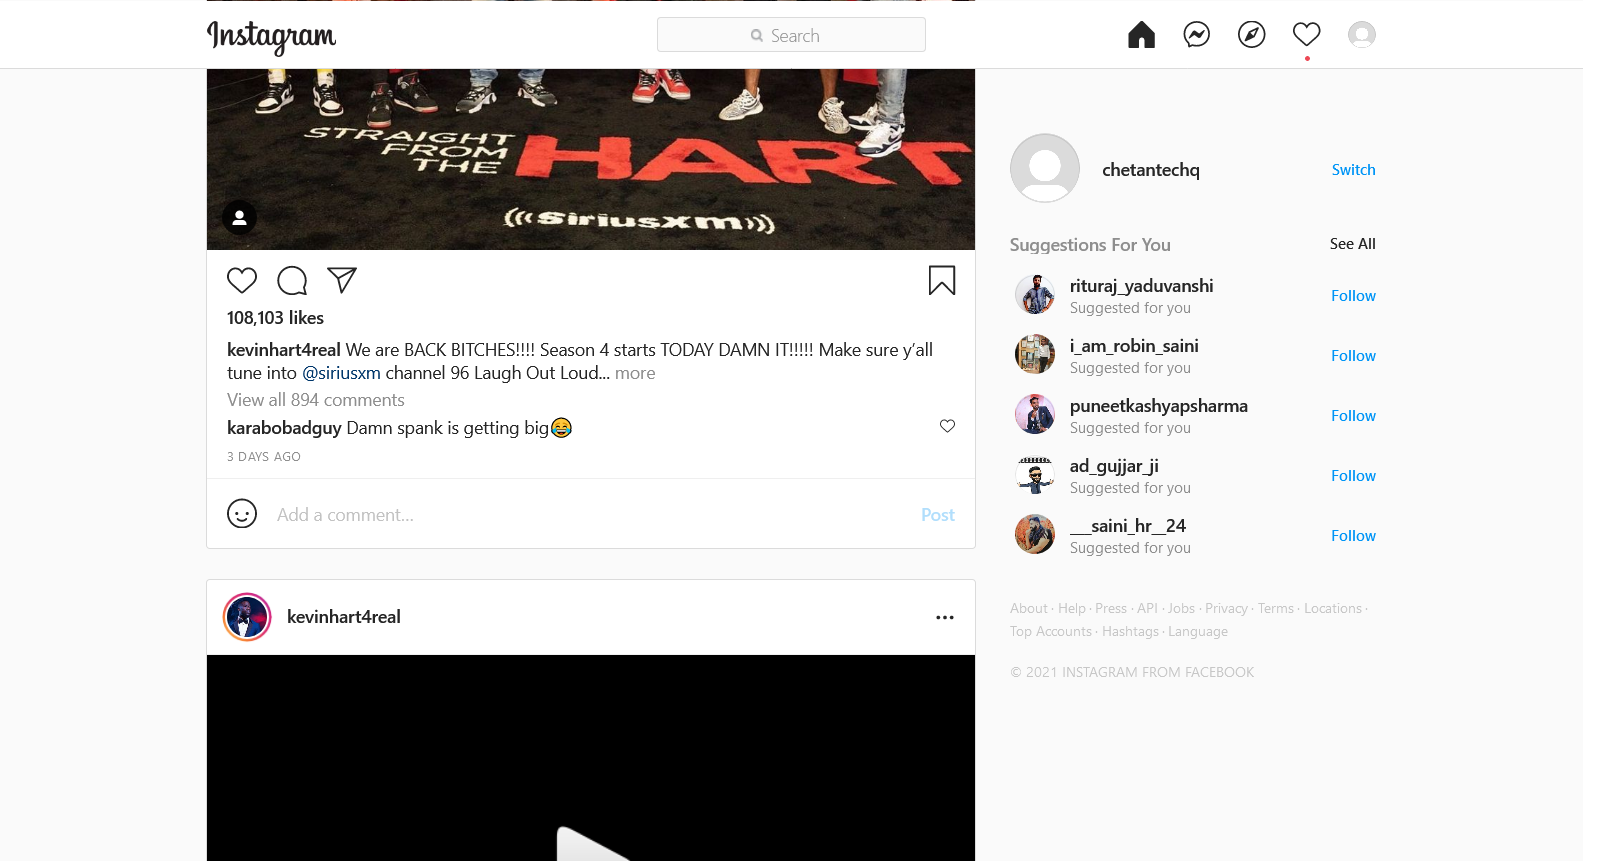 Instagram
Search
STRAIGHT
FROM
THE HART
SiriusXM
chetantechq
Switch
Suggestions For You
See All
rituraj_yaduvanshi
Suggested for you
Follow
i_am_robin_saini
Suggested for you
Follow
puneetkashyapsharma
Suggested for you
Follow
ad_gujjar_ji
Suggested for you
Follow
___saini_hr__24
Suggested for you
Follow
About · Help · Press · API · Jobs · Privacy · Terms · Locations ·
Top Accounts · Hashtags · Language
© 2021 INSTAGRAM FROM FACEBOOK
108,103 likes
kevinhart4real We are BACK BITCHES!!!! Season 4 starts TODAY DAMN IT!!!!! Make sure y’all
tune into @siriusxm channel 96 Laugh Out Loud... more
View all 894 comments
karabobadguy Damn spank is getting big😂
3 DAYS AGO
Add a comment...
Post
kevinhart4real